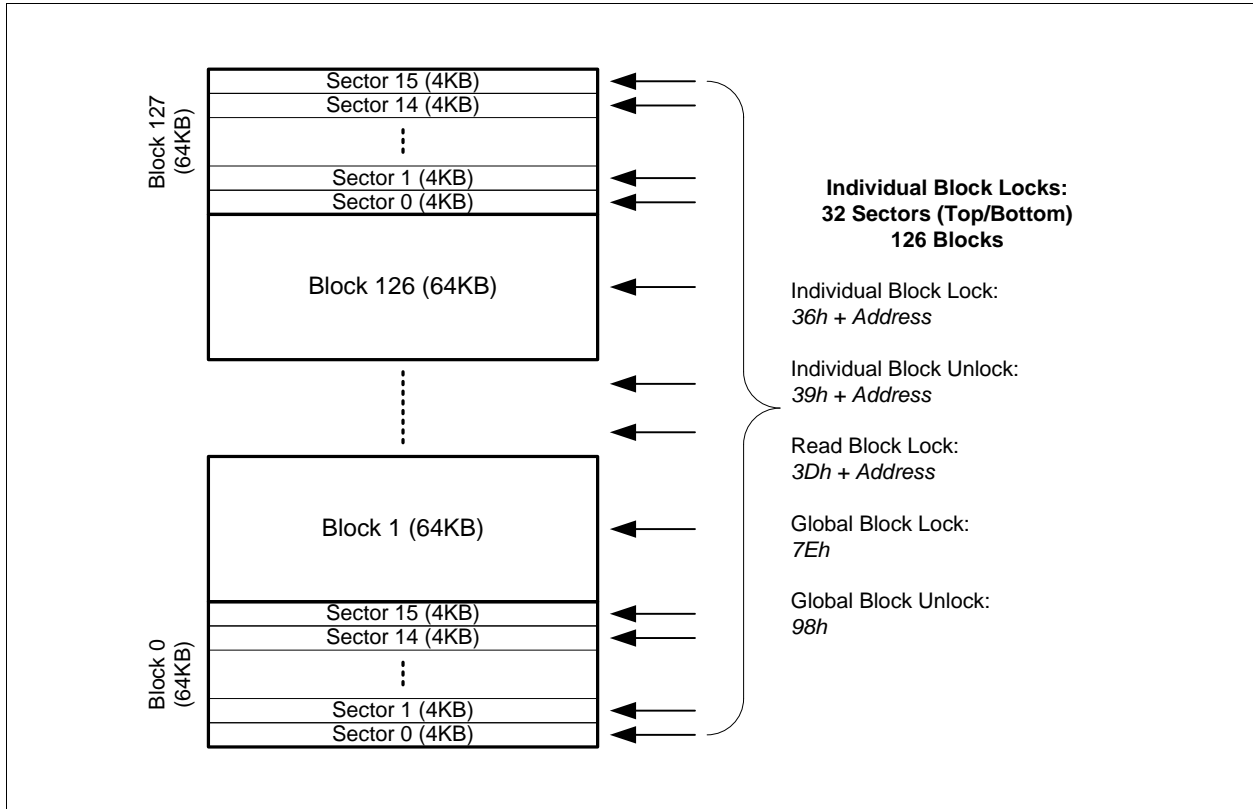 Block 127
(64KB)
Sector 15 (4KB)
Sector 14 (4KB)
Sector 1 (4KB)
Sector 0 (4KB)
Block 126 (64KB)
Block 1 (64KB)
Block 0
(64KB)
Sector 15 (4KB)
Sector 14 (4KB)
Sector 1 (4KB)
Sector 0 (4KB)
Individual Block Locks:
32 Sectors (Top/Bottom)
126 Blocks
Individual Block Lock:
36h + Address
Individual Block Unlock:
39h + Address
Read Block Lock:
3Dh + Address
Global Block Lock:
7Eh
Global Block Unlock:
98h